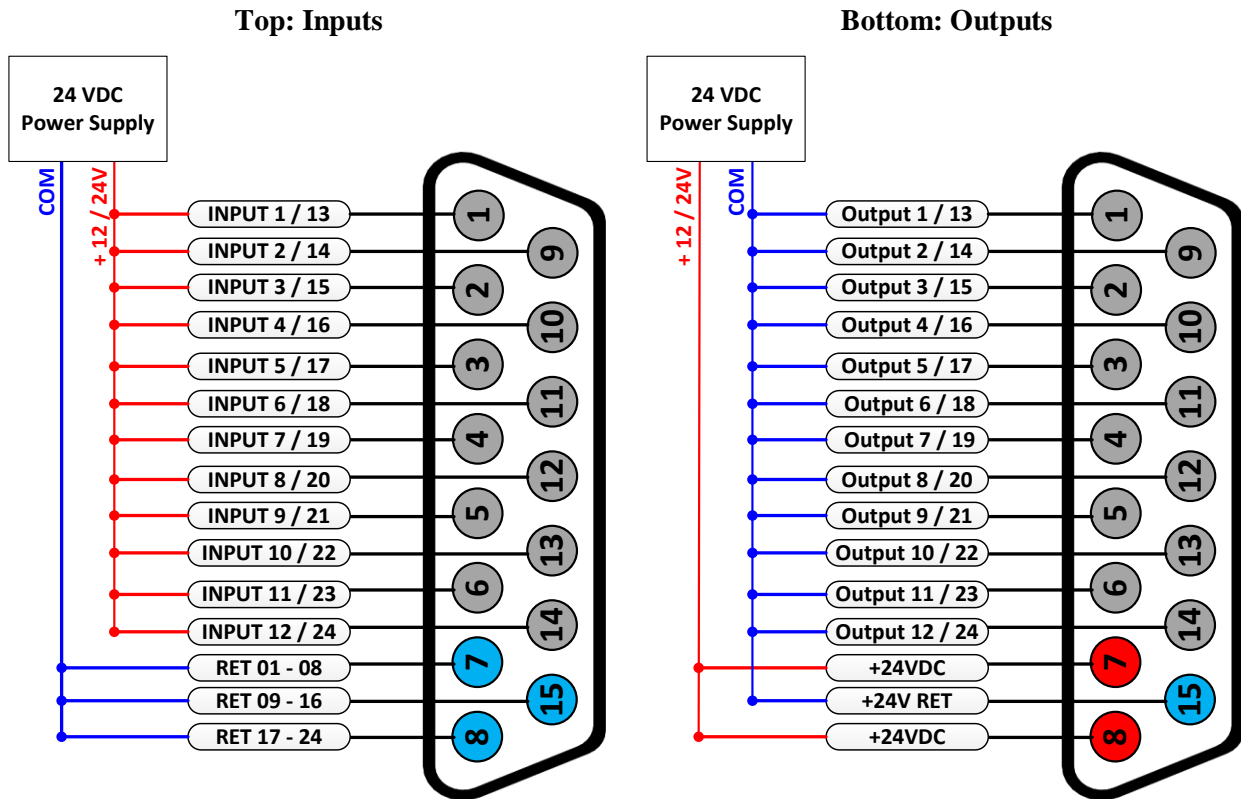 Top: Inputs
24 VDC
Power Supply
COM
+ 12 / 24V
INPUT 1 / 13
1
INPUT 2 / 14
9
INPUT 3 / 15
2
INPUT 4 / 16
10
INPUT 5 / 17
3
INPUT 6 / 18
11
INPUT 7 / 19
4
INPUT 8 / 20
12
INPUT 9 / 21
5
INPUT 10 / 22
13
INPUT 11 / 23
6
INPUT 12 / 24
14
RET 01 - 08
7
RET 09 - 16
15
RET 17 - 24
8
Bottom: Outputs
24 VDC
Power Supply
+ 12 / 24V
COM
Output 1 / 13
1
Output 2 / 14
9
Output 3 / 15
2
Output 4 / 16
10
Output 5 / 17
3
Output 6 / 18
11
Output 7 / 19
4
Output 8 / 20
12
Output 9 / 21
5
Output 10 / 22
13
Output 11 / 23
6
Output 12 / 24
14
+24VDC
7
+24V RET
15
+24VDC
8